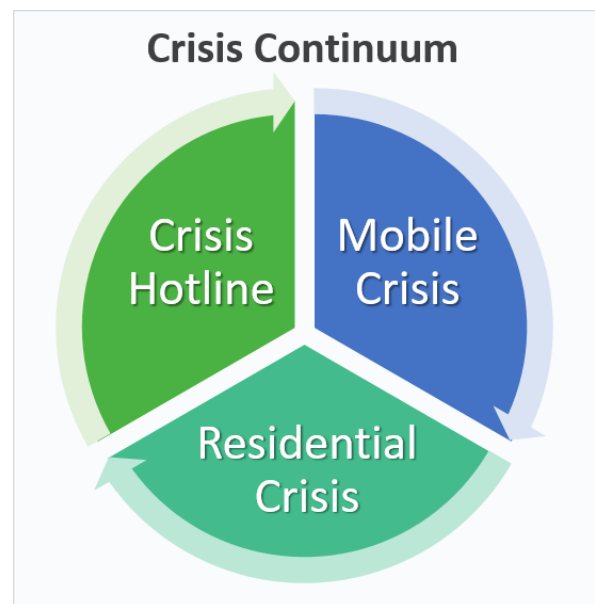 Crisis Continuum
Crisis
Hotline
Mobile
Crisis
Residential
Crisis